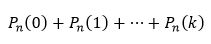 Pₙ(0) + Pₙ(1) + ⋯ + Pₙ(k)